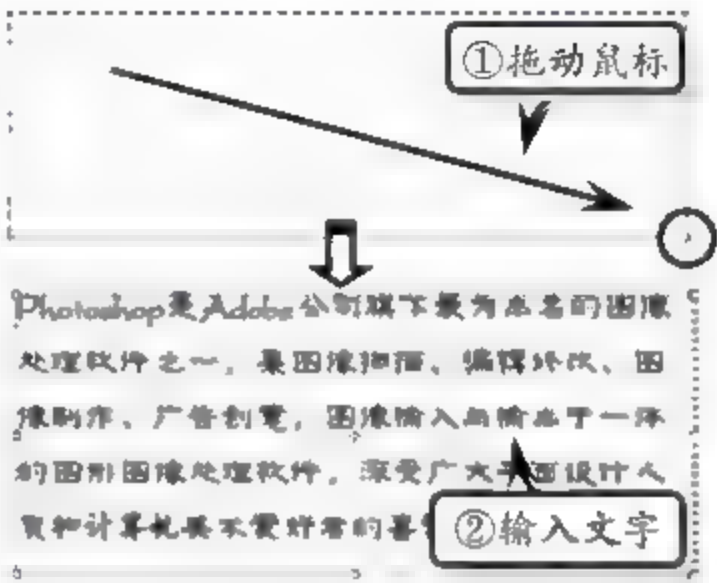 ①拖动鼠标
Photoshop是Adobe公司旗下最为出名的图像
处理软件之一，集图像扫描、编辑修改、图
像制作、广告创意，图像输入与输出于一体
的图形图像处理软件，深受广大平面设计人
员和计算机美术爱好者的喜
②输入文字